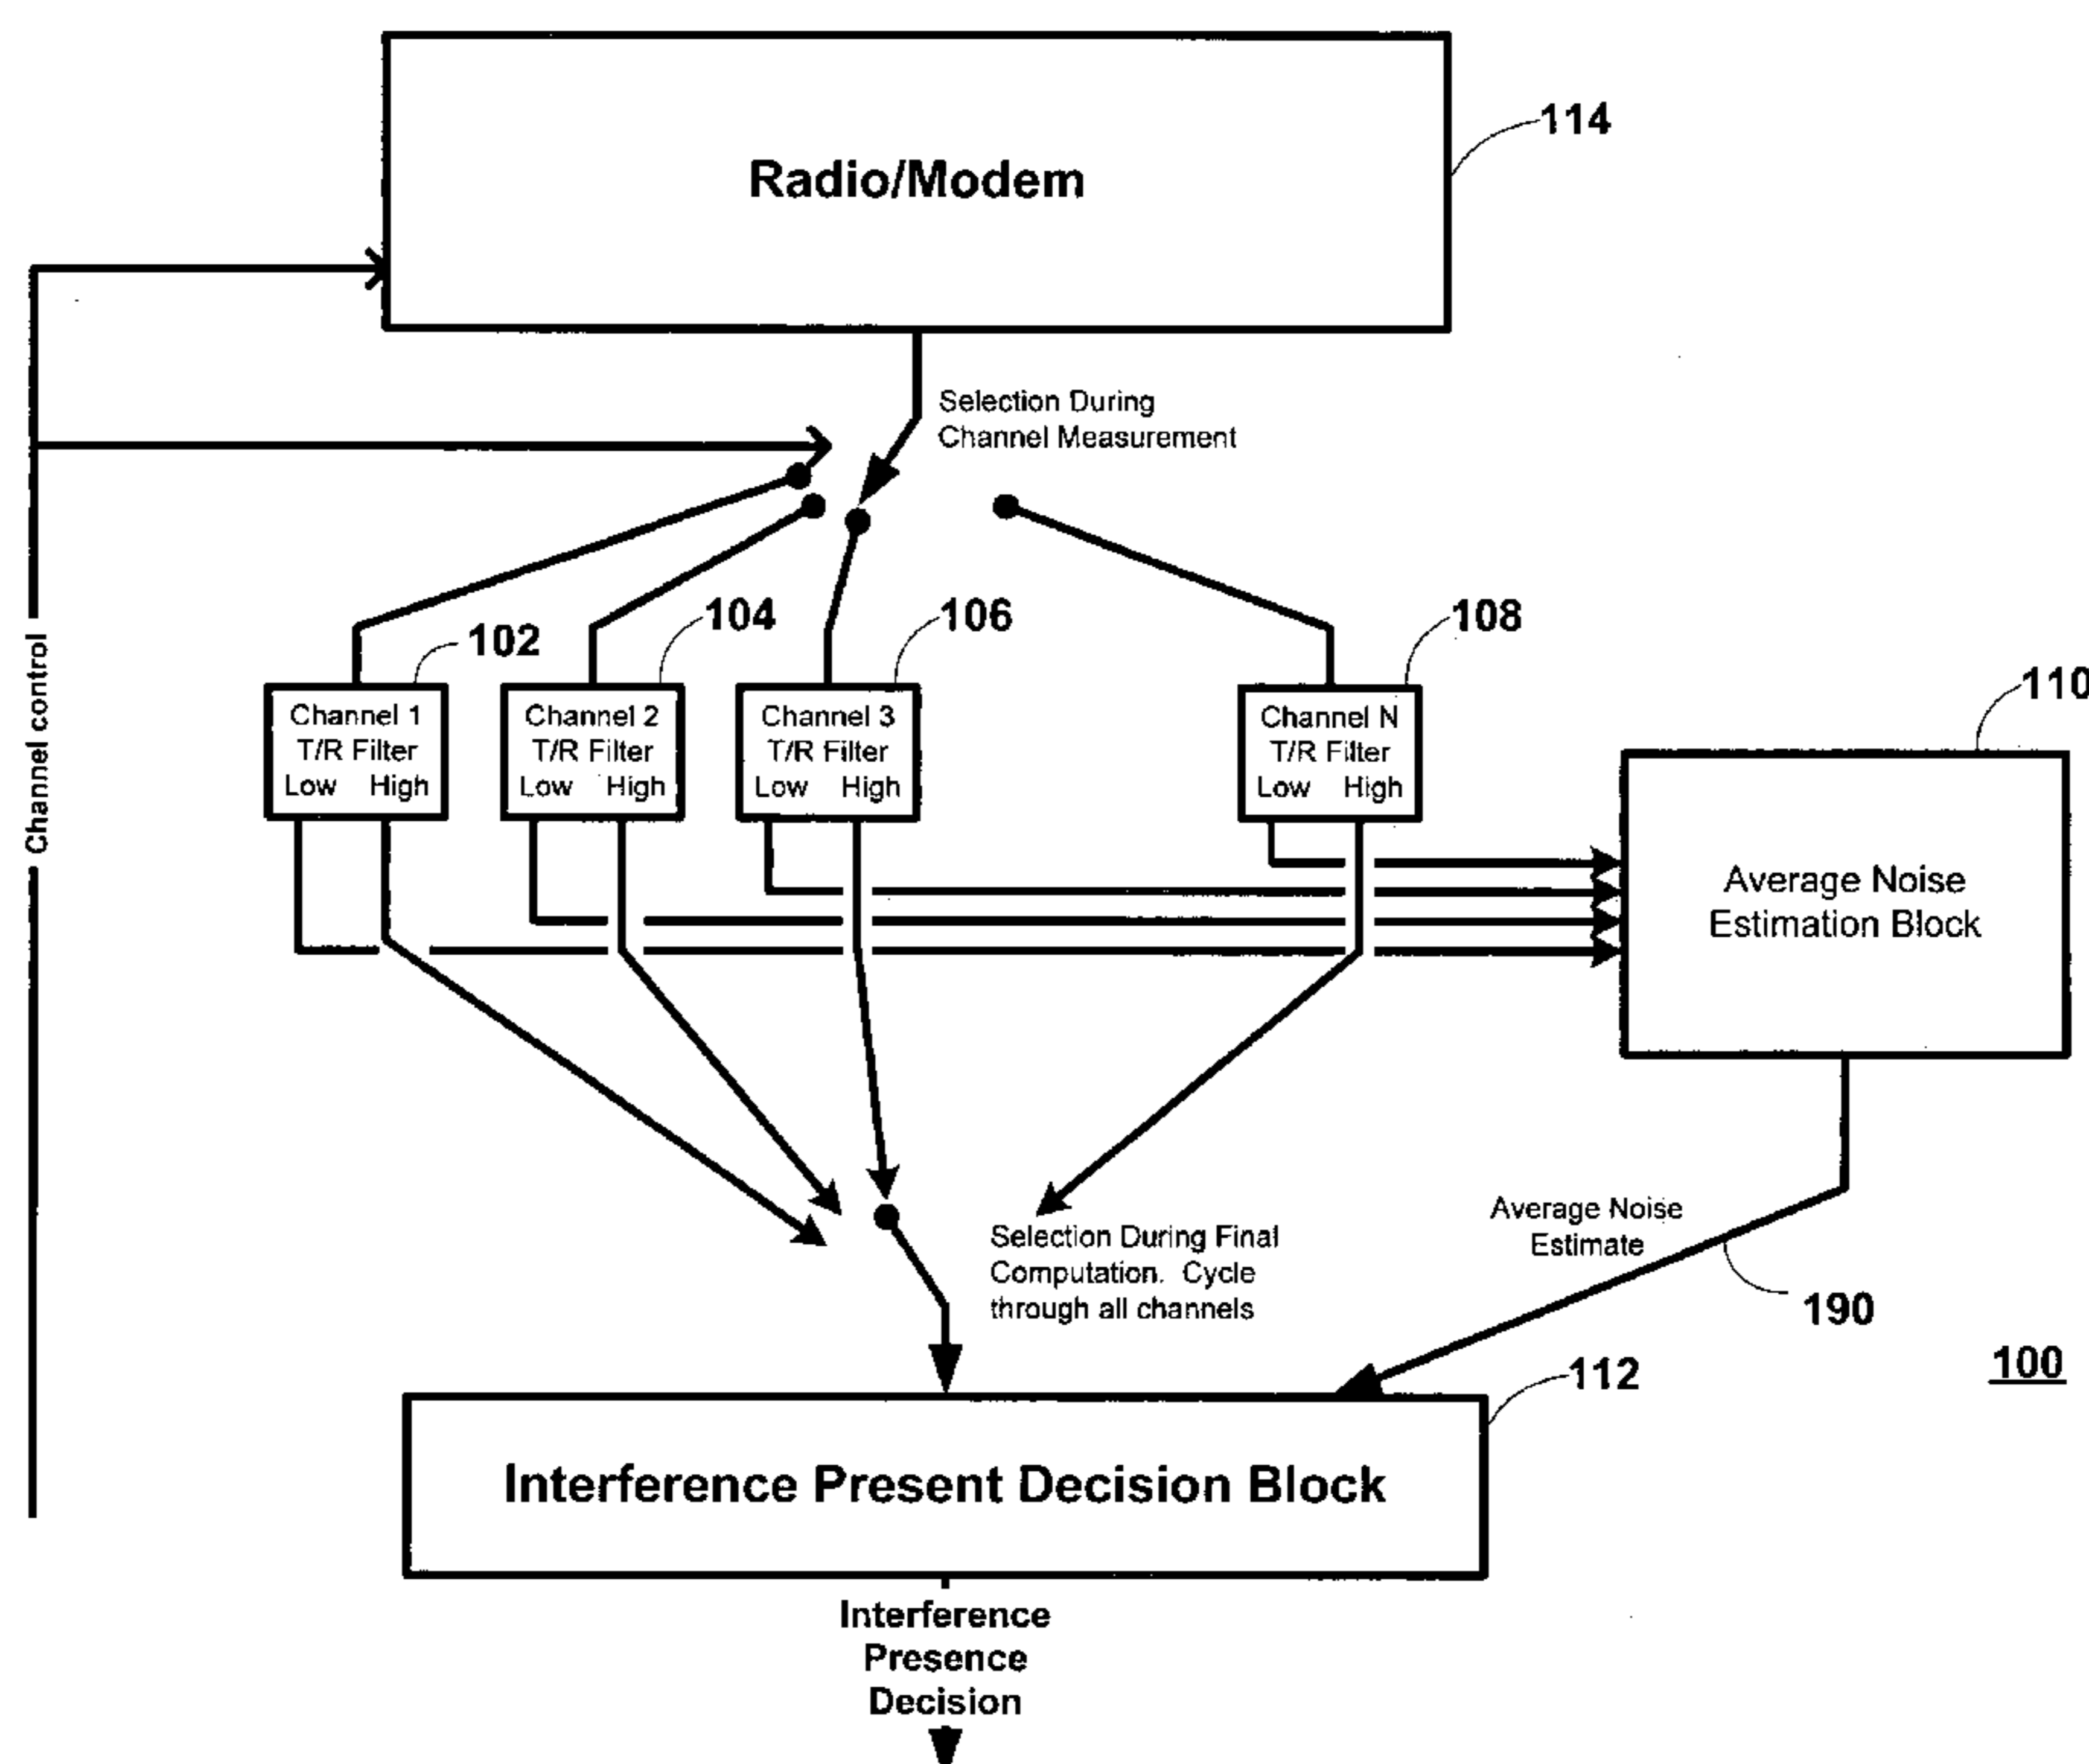 114
Radio/Modem
Selection During
Channel Measurement
Channel control
102
104
106
108
110
Channel 1
T/R Filter
Low High
Channel 2
T/R Filter
Low High
Channel 3
T/R Filter
Low High
Channel N
T/R Filter
Low High
Average Noise
Estimation Block
Average Noise
Estimate
190
Selection During Final
Computation. Cycle
through all channels
100
112
Interference Present Decision Block
Interference
Presence
Decision